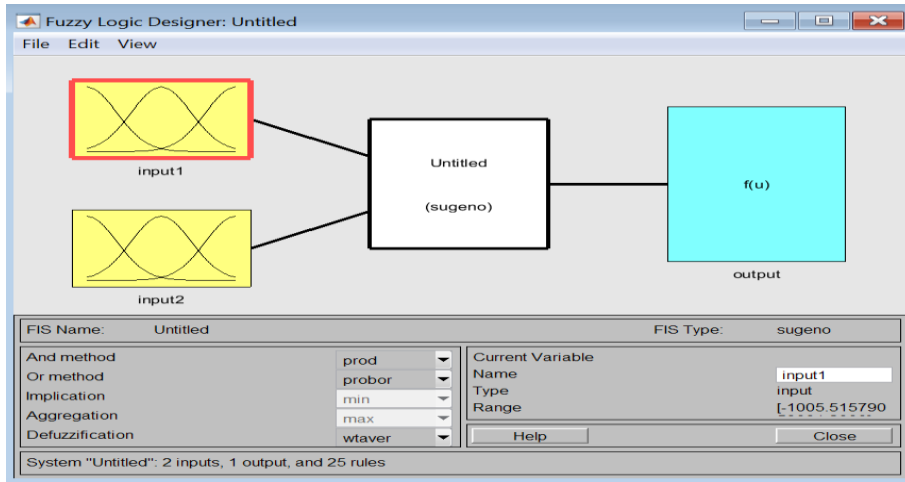 Fuzzy Logic Designer: Untitled
File Edit View
input1
input2
Untitled
(sugeno)
f(u)
output
FIS Name: Untitled
FIS Type: sugeno
And method prod
Or method probor
Implication min
Aggregation max
Defuzzification wtaver
Current Variable
Name input1
Type input
Range [-1005.515790
Help
Close
System "Untitled": 2 inputs, 1 output, and 25 rules